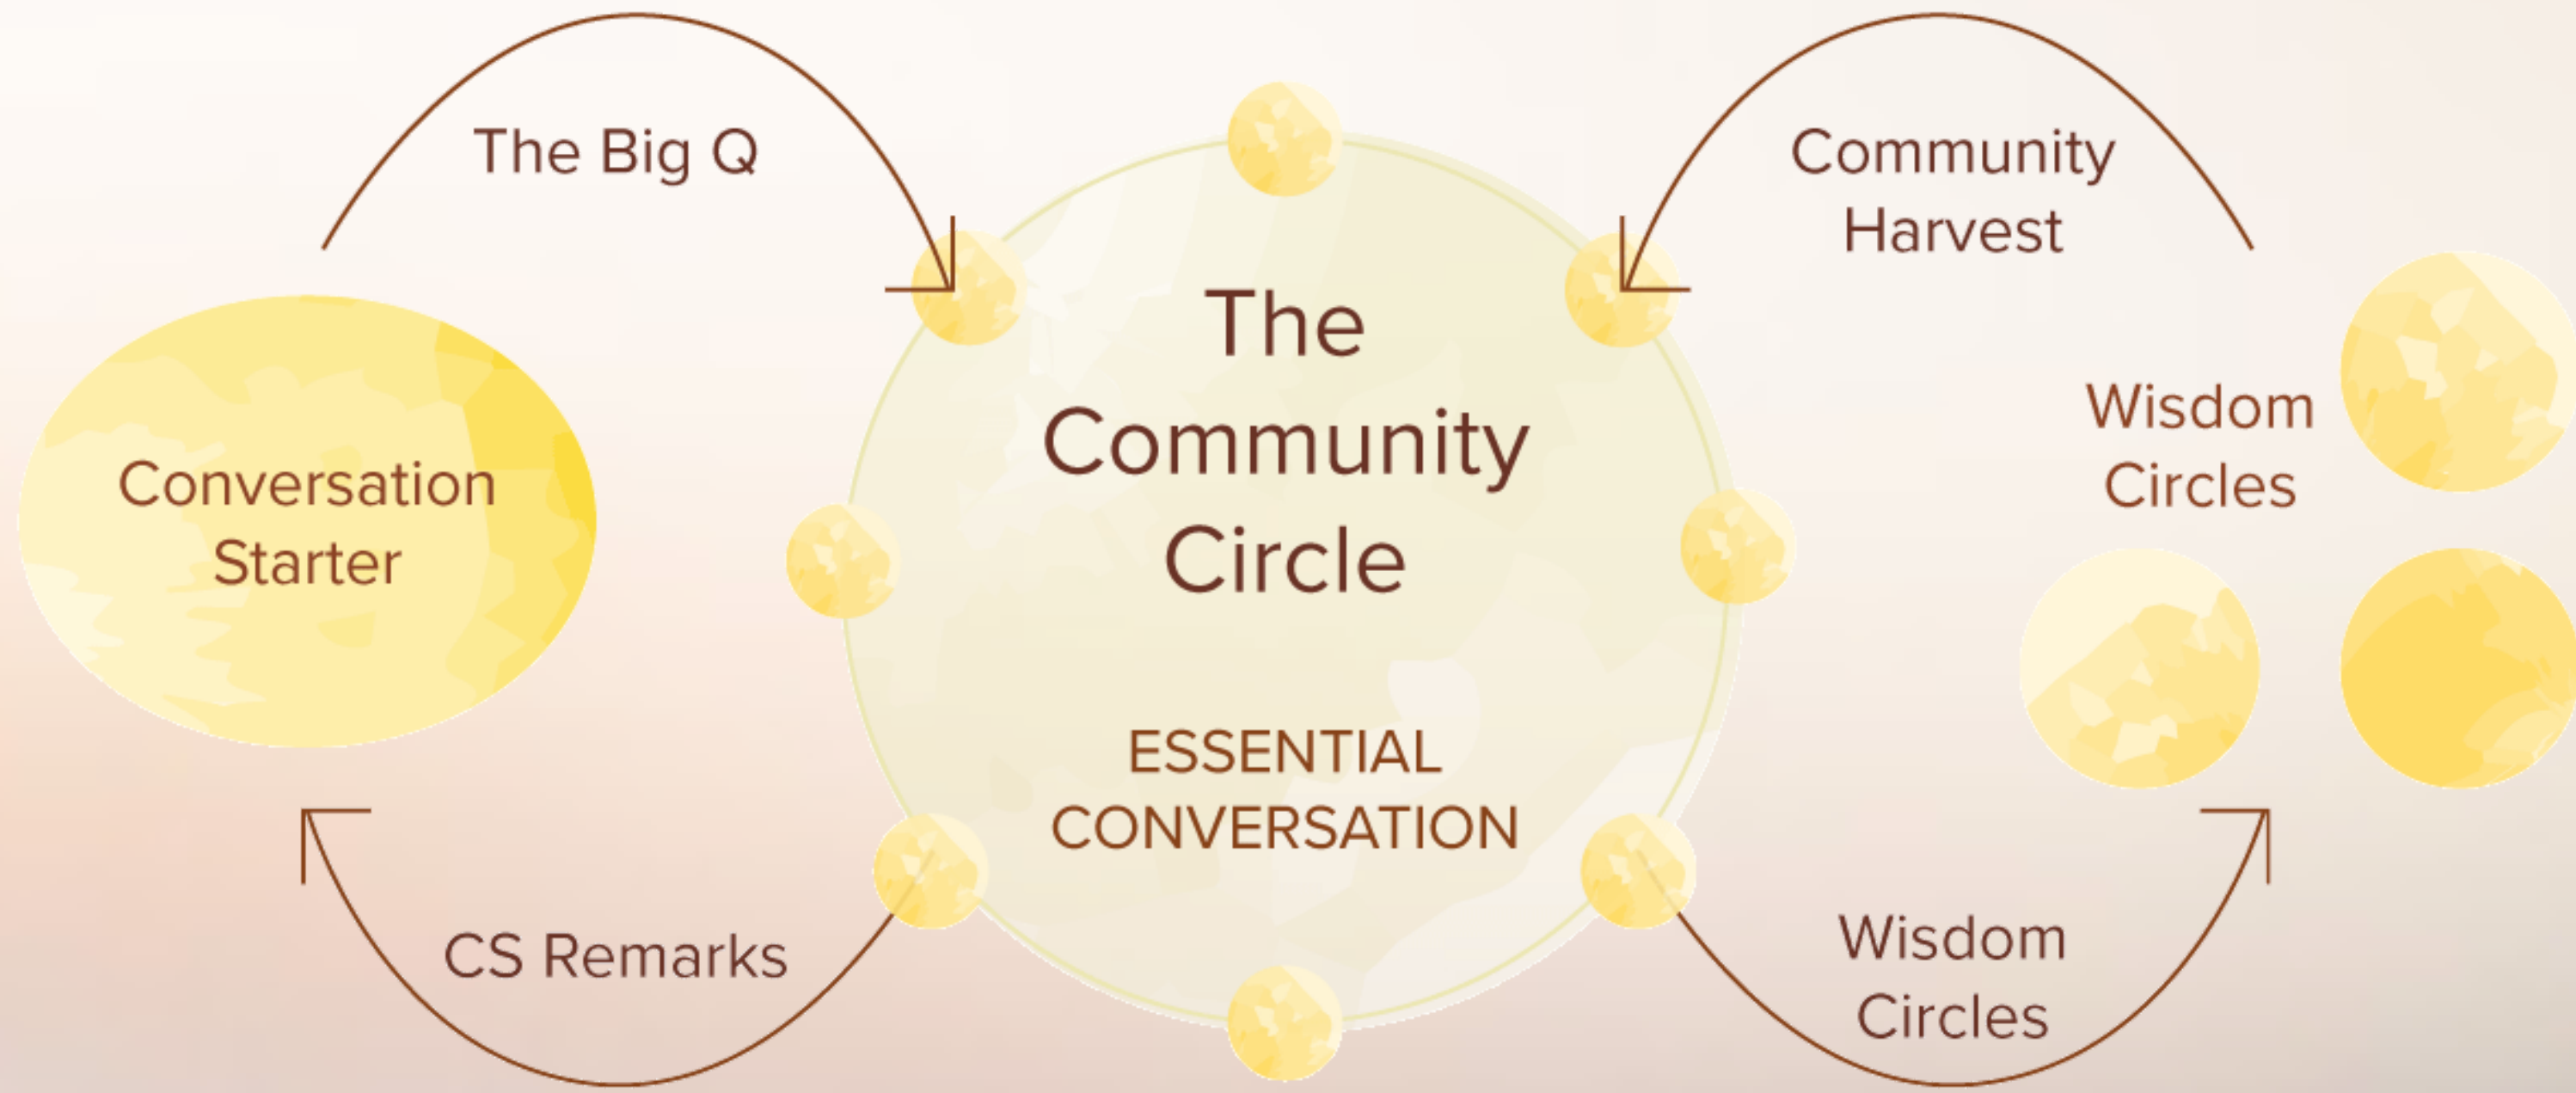 The Big Q
Community
Harvest
The
Community
Circle
Conversation
Starter
Wisdom
Circles
ESSENTIAL
CONVERSATION
CS Remarks
Wisdom
Circles